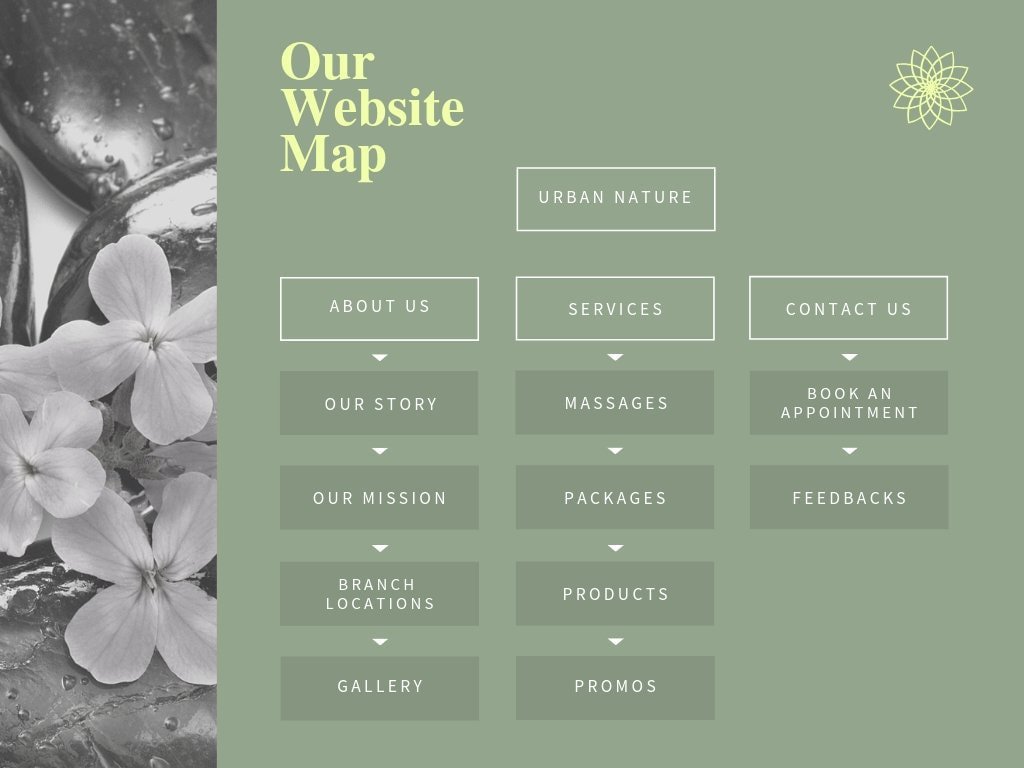 Our
Website
Map
URBAN NATURE
ABOUT US
OUR STORY
OUR MISSION
BRANCH
LOCATIONS
GALLERY
SERVICES
MASSAGES
PACKAGES
PRODUCTS
PROMOS
CONTACT US
BOOK AN
APPOINTMENT
FEEDBACKS